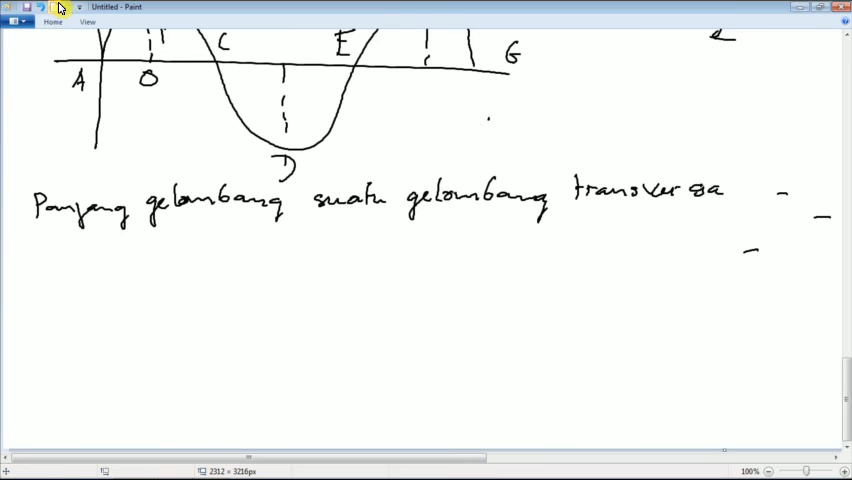 Untitled - Paint
Home View
C E G
A
D
Panjang gelombang suatu gelombang transversa
2312 × 3216px 100%